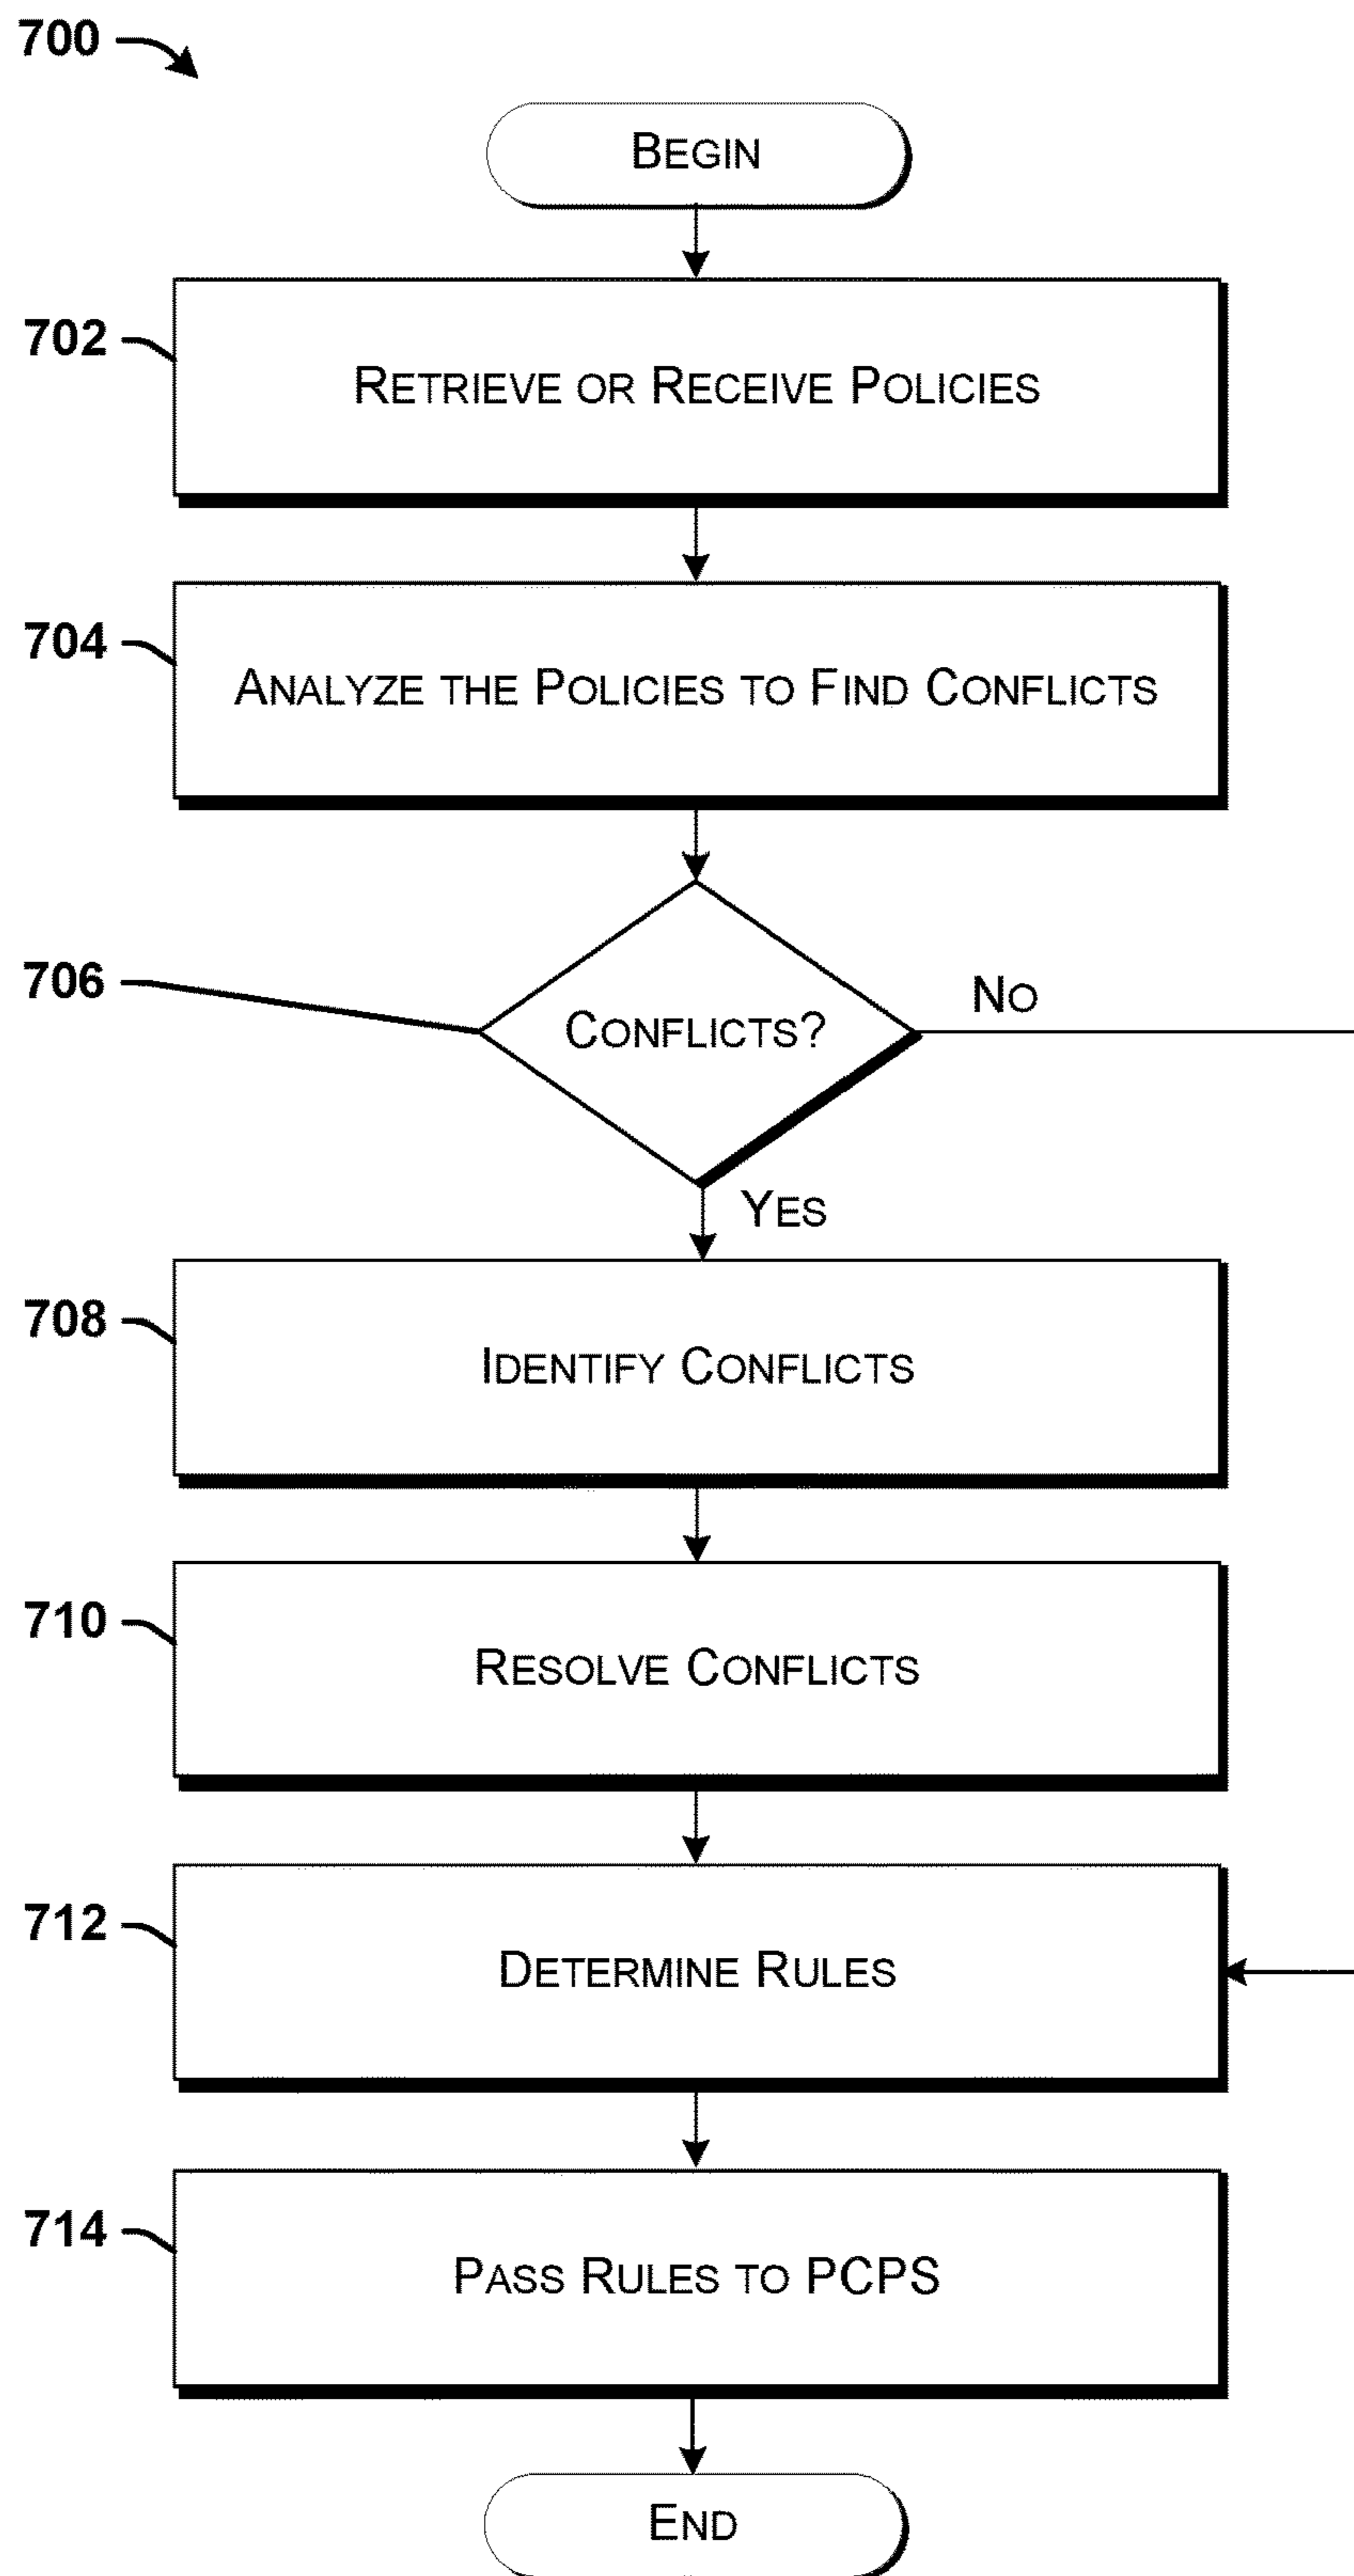 700
BEGIN
702
RETRIEVE OR RECEIVE POLICIES
704
ANALYZE THE POLICIES TO FIND CONFLICTS
706
CONFLICTS?
NO
YES
708
IDENTIFY CONFLICTS
710
RESOLVE CONFLICTS
712
DETERMINE RULES
714
PASS RULES TO PCPS
END